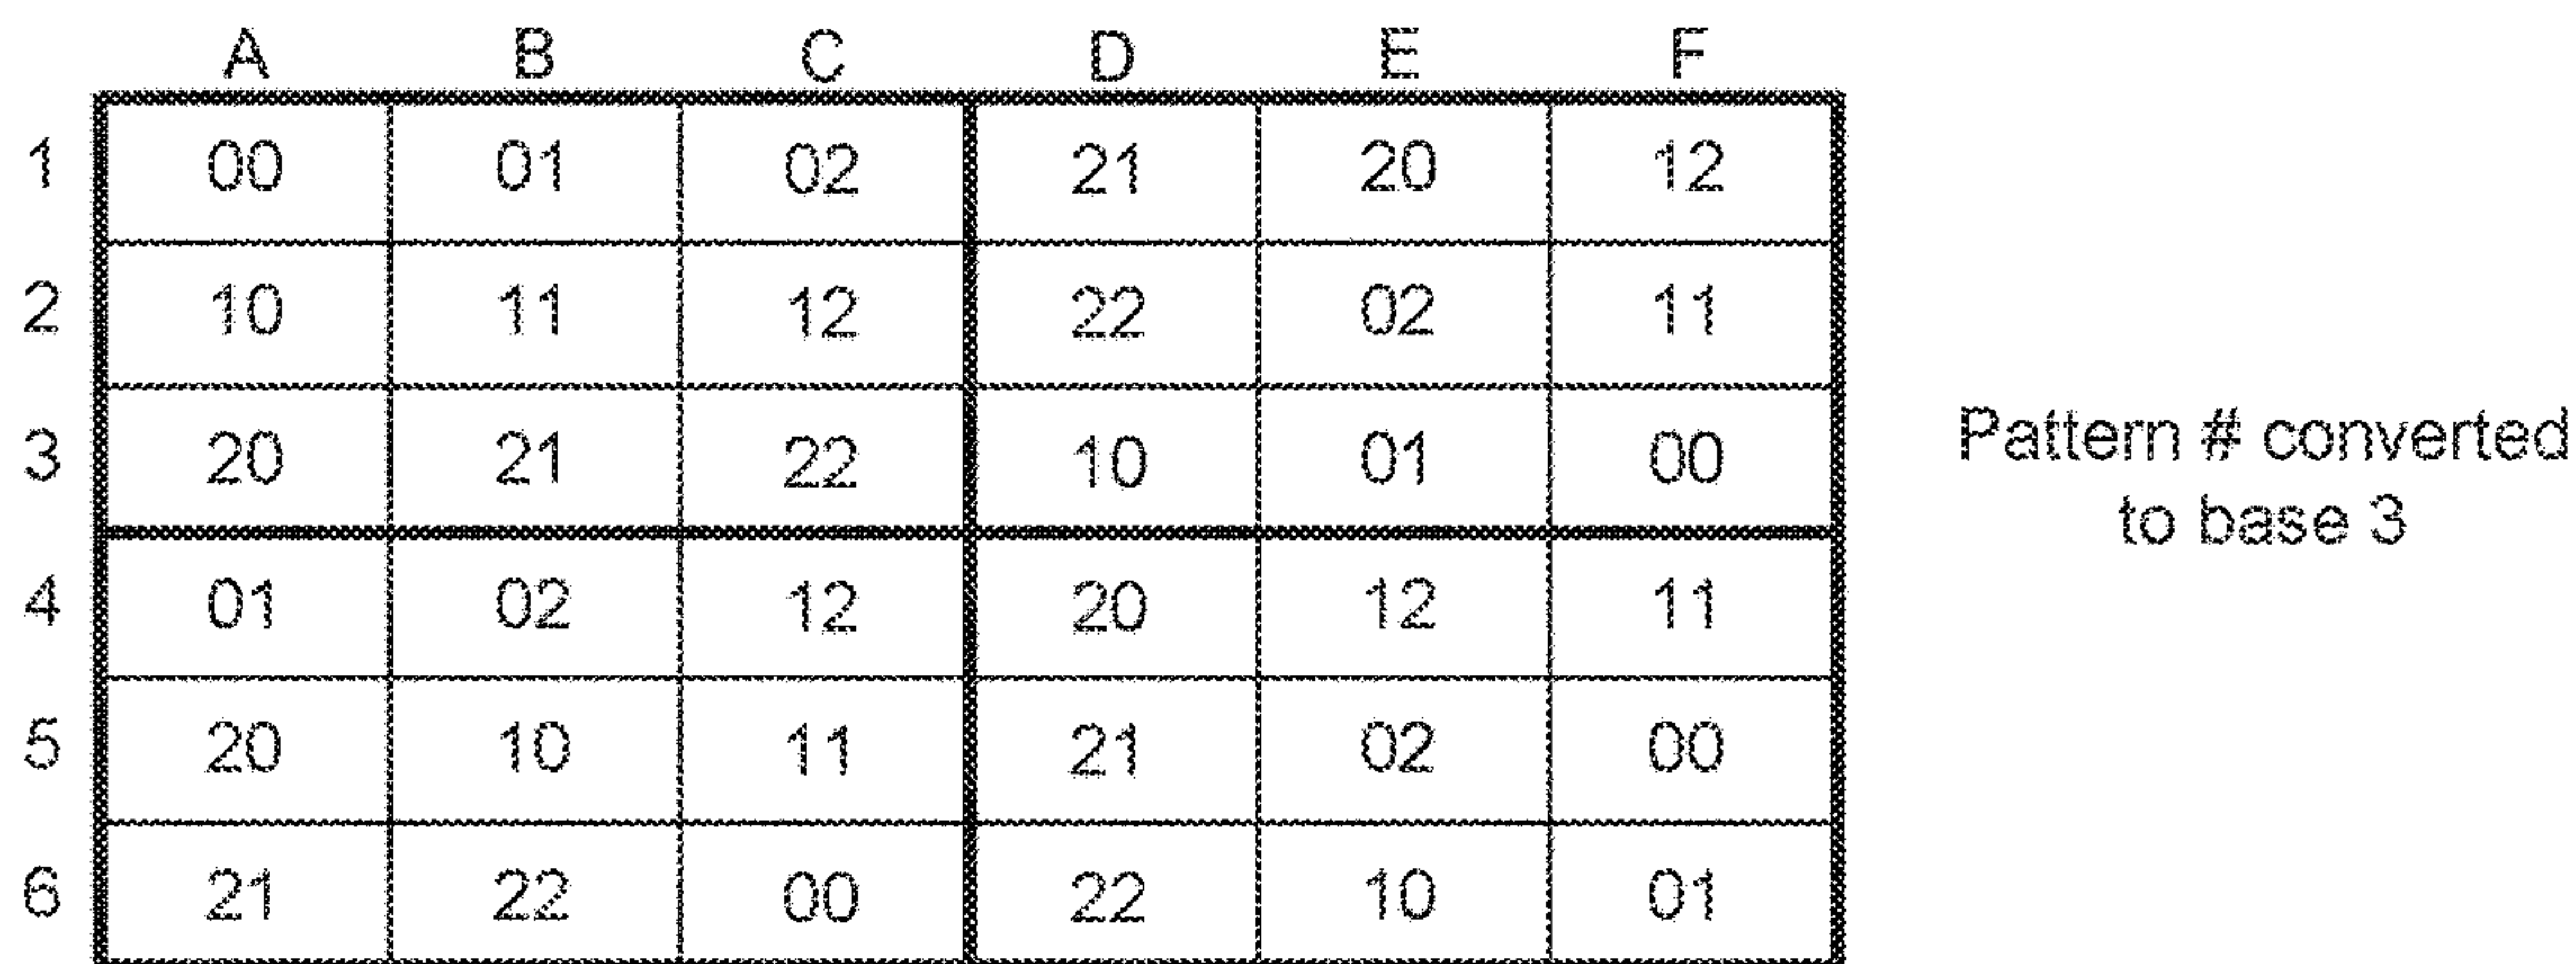 A B C D E F
1 00 01 02 21 20 12
2 10 11 12 22 02 11
3 20 21 22 10 01 00
4 01 02 12 20 12 11
5 20 10 11 21 02 00
6 21 22 00 22 10 01
Pattern # converted
to base 3